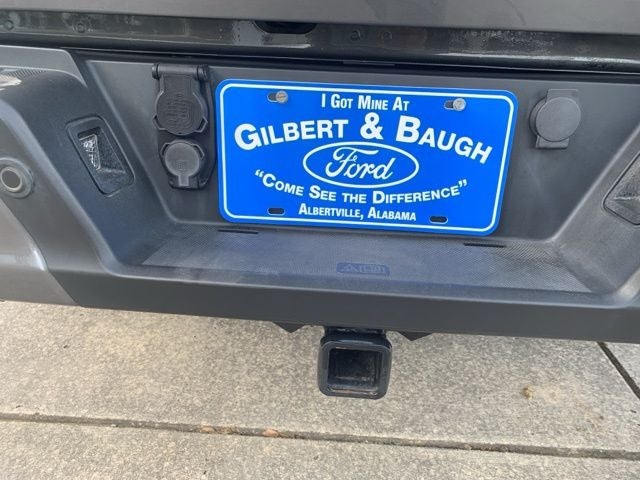 I GOT MINE AT
GILBERT & BAUGH
Ford
"COME SEE THE DIFFERENCE"
ALBERTVILLE, ALABAMA